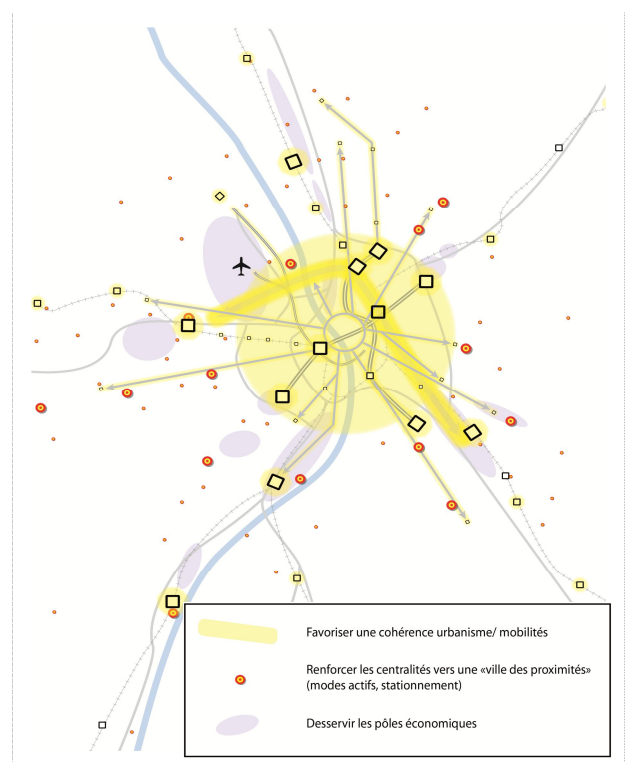 Favoriser une cohérence urbanisme/ mobilités
Renforcer les centralités vers une «ville des proximités»
(modes actifs, stationnement)
Desservir les pôles économiques